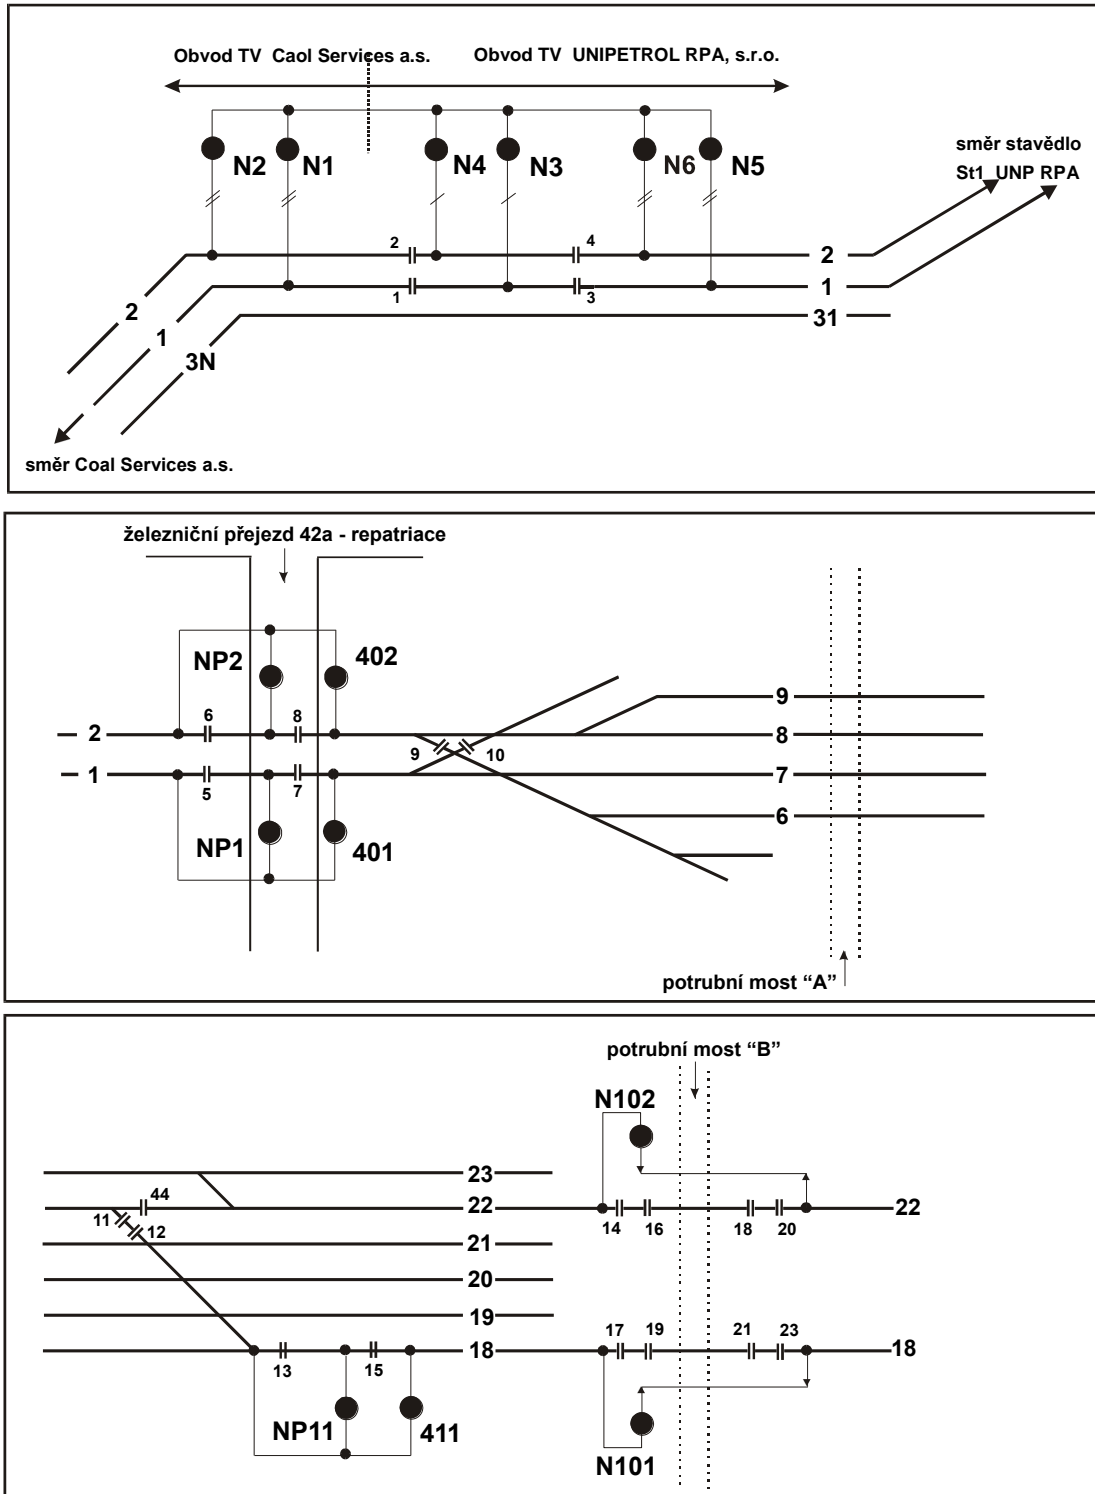 Obvod TV Caol Services a.s. Obvod TV UNIPETROL RPA, s.r.o.
směr stavědlo
St1 UNP RPA
N2 N1 N4 N3 N6 N5
2 4
2
1 3
1
31
2
1
3N
směr Coal Services a.s.
železniční přejezd 42a - repatriace
NP2 402
6 8
2
9 10
9
8
1
5 7
7
6
NP1 401
potrubní most “A”
potrubní most “B”
N102
23
44
22
11 12
14 16 18 20
22
21
20
19
17 19 21 23
18
13 15
18
NP11 411
N101